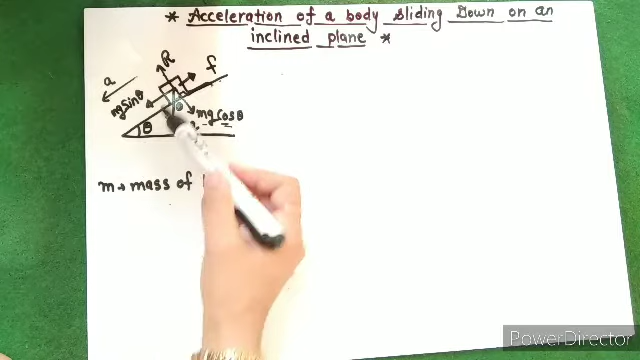 * Acceleration of a body sliding Down on an
inclined plane *
R
f
a
mg sinθ
θ
mg cosθ
θ
m → mass of
PowerDirector